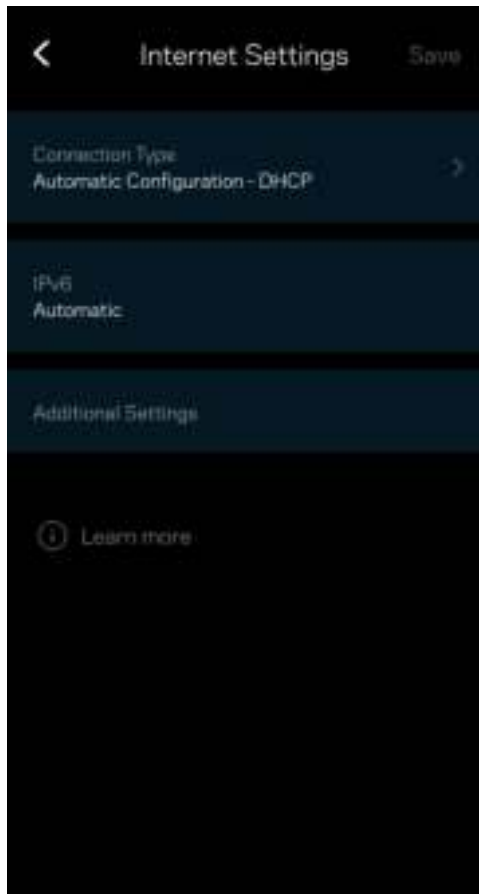 Internet Settings Save
Connection Type
Automatic Configuration - DHCP
IPv6
Automatic
Additional Settings
Learn more